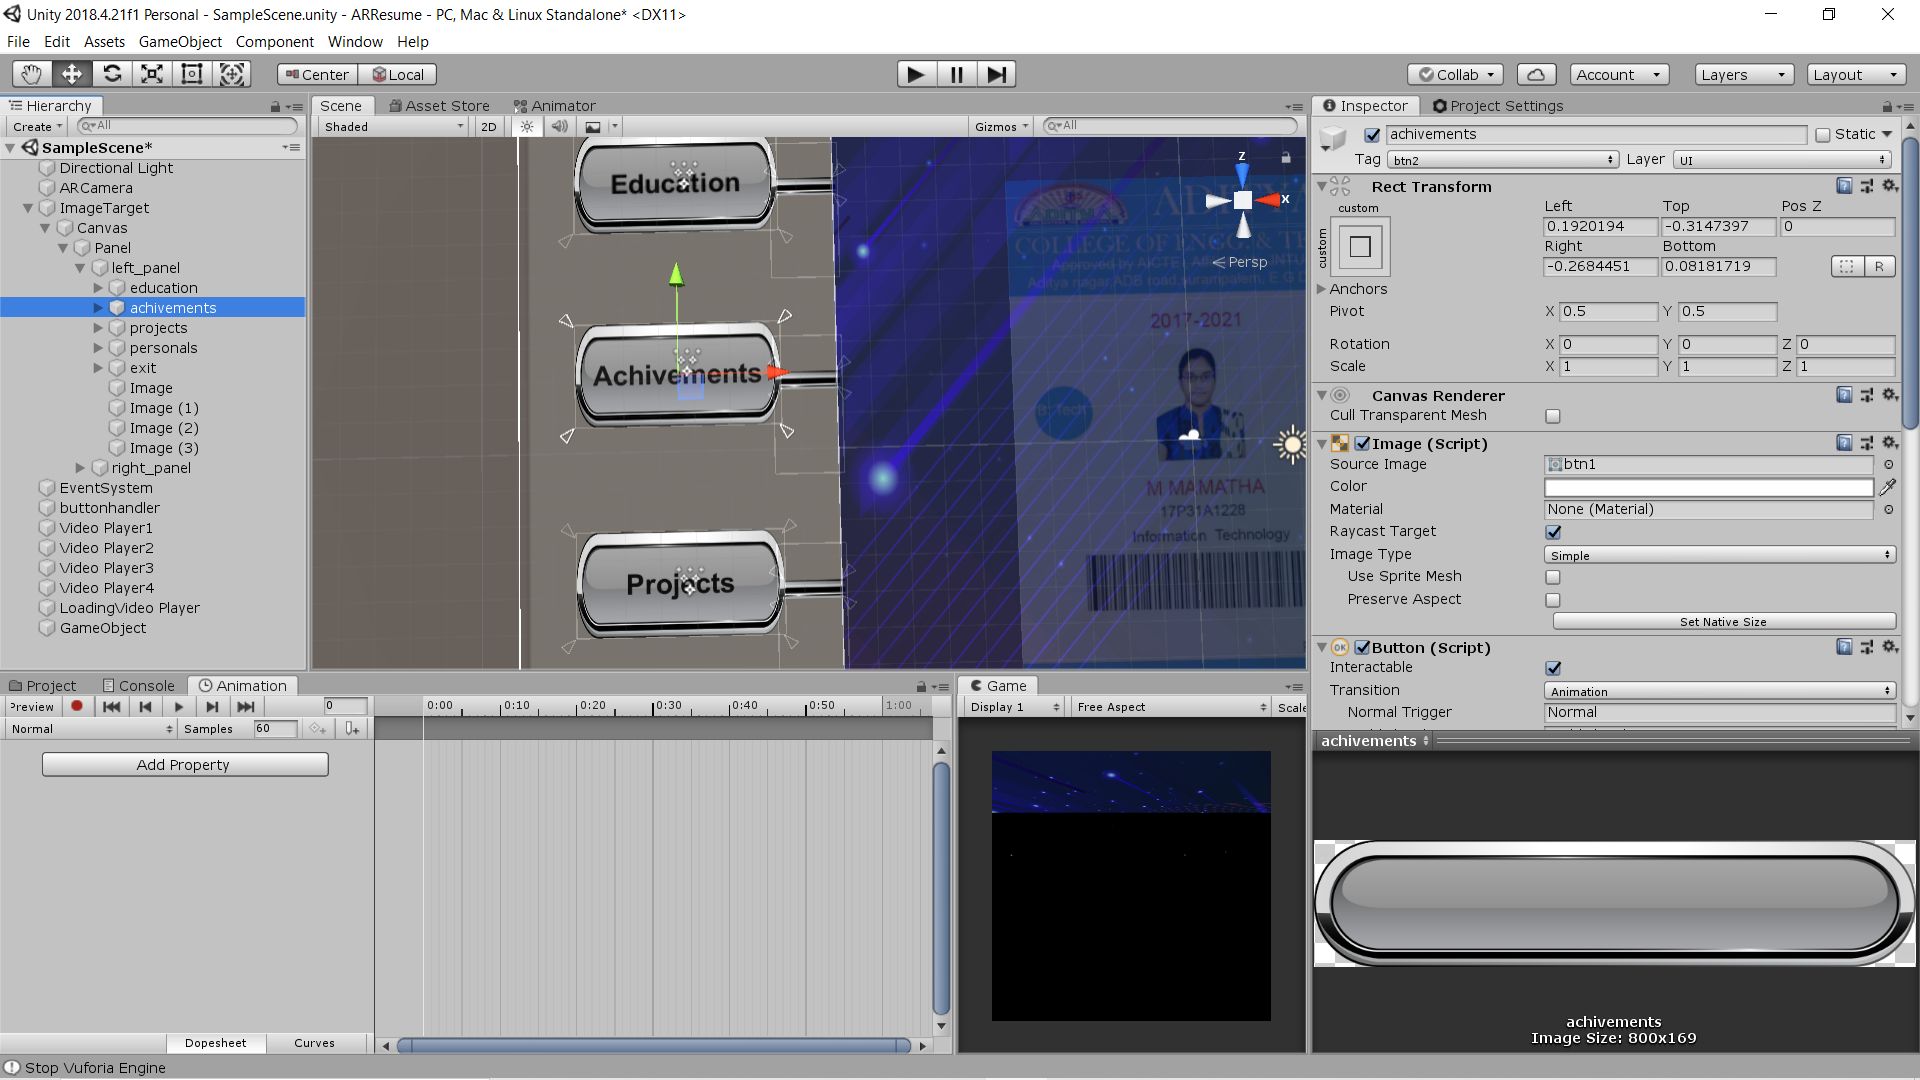 Unity 2018.4.21f1 Personal - SampleScene.unity - ARResume - PC, Mac & Linux Standalone* <DX11>
File Edit Assets GameObject Component Window Help
Center Local
Collab Account Layers Layout
Hierarchy
Create All
SampleScene*
Directional Light
ARCamera
ImageTarget
Canvas
Panel
left_panel
education
achivements
projects
personals
exit
Image
Image (1)
Image (2)
Image (3)
right_panel
EventSystem
buttonhandler
Video Player1
Video Player2
Video Player3
Video Player4
LoadingVideo Player
GameObject
Scene Asset Store Animator
Shaded 2D Gizmos All
Education
Achivements
Projects
z
x
Persp
ADITYA
COLLEGE OF ENGG. & TE
2017-2021
B. Tech
M MAMATHA
17P31A1228
Information Technology
Inspector Project Settings
achivements Static
Tag btn2 Layer UI
Rect Transform
custom
custom
Left Top Pos Z
0.1920194 -0.3147397 0
Right Bottom
-0.2684451 0.08181719 R
Anchors
Pivot X 0.5 Y 0.5
Rotation X 0 Y 0 Z 0
Scale X 1 Y 1 Z 1
Canvas Renderer
Cull Transparent Mesh
Image (Script)
Source Image btn1
Color
Material None (Material)
Raycast Target
Image Type Simple
Use Sprite Mesh
Preserve Aspect
Set Native Size
OK Button (Script)
Interactable
Transition Animation
Normal Trigger Normal
achivements
achivements
Image Size: 800x169
Project Console Animation
Preview 0
0:00 0:10 0:20 0:30 0:40 0:50 1:00
Normal Samples 60
Add Property
Dopesheet Curves
Game
Display 1 Free Aspect Scale
Stop Vuforia Engine